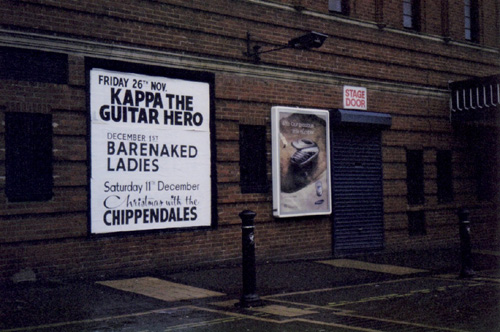 FRIDAY 26TH NOV.
KAPPA THE
GUITAR HERO
DECEMBER 1ST
BARENAKED
LADIES
Saturday 11th December
Christmas with the
CHIPPENDALES
STAGE
DOOR